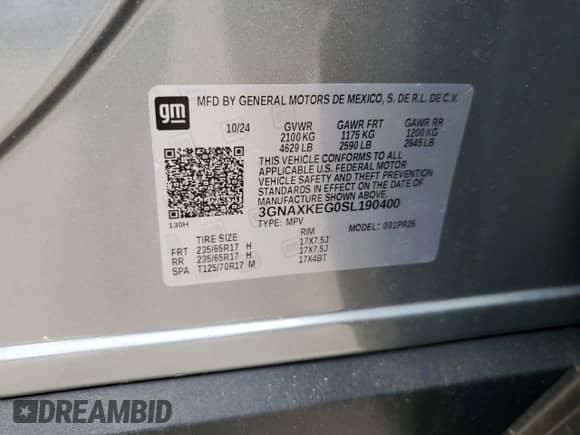 gm
MFD BY GENERAL MOTORS DE MEXICO, S. DE R.L. DE C.V.
10/24 GVWR GAWR FRT GAWR RR
2100 KG 1175 KG 1200 KG
4629 LB 2590 LB 2645 LB
THIS VEHICLE CONFORMS TO ALL
APPLICABLE U.S. FEDERAL MOTOR
VEHICLE SAFETY AND THEFT PREVENTION
STANDARDS IN EFFECT ON THE DATE OF
MANUFACTURE SHOWN ABOVE.
3GNAXKEG0SL190400
130H TYPE: MPV MODEL: 001PR26
TIRE SIZE RIM
FRT 235/65R17 H 17X7.5J
RR 235/65R17 H 17X7.5J
SPA T125/70R17 M 17X4BT
DREAMBID